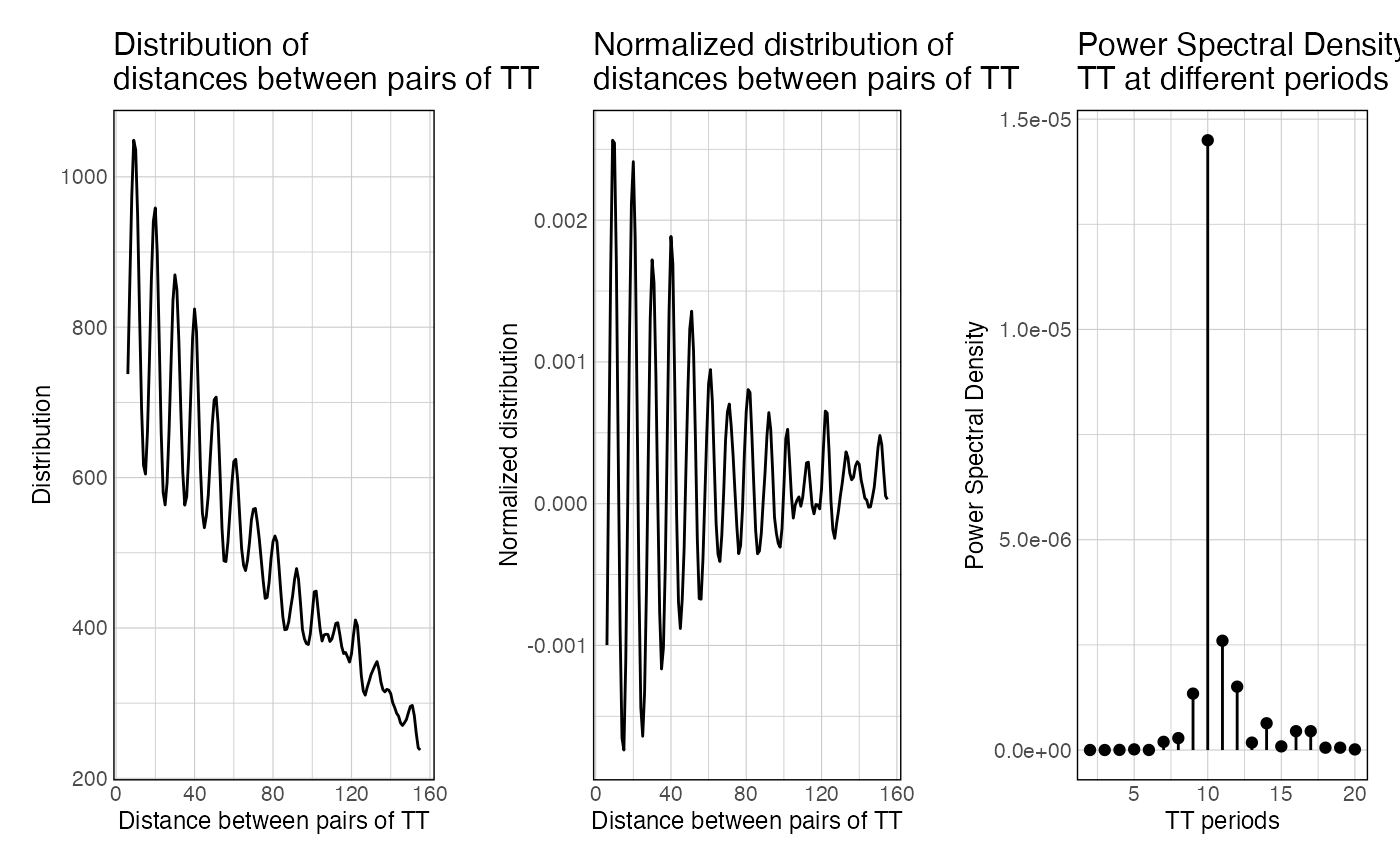 Distribution of
distances between pairs of TT
Normalized distribution of
distances between pairs of TT
Power Spectral Density
TT at different periods
Distribution
1000
800
600
400
200
0 40 80 120 160
Distance between pairs of TT
Normalized distribution
0.002
0.001
0.000
-0.001
0 40 80 120 160
Distance between pairs of TT
Power Spectral Density
1.5e-05
1.0e-05
5.0e-06
0.0e+00
5 10 15 20
TT periods